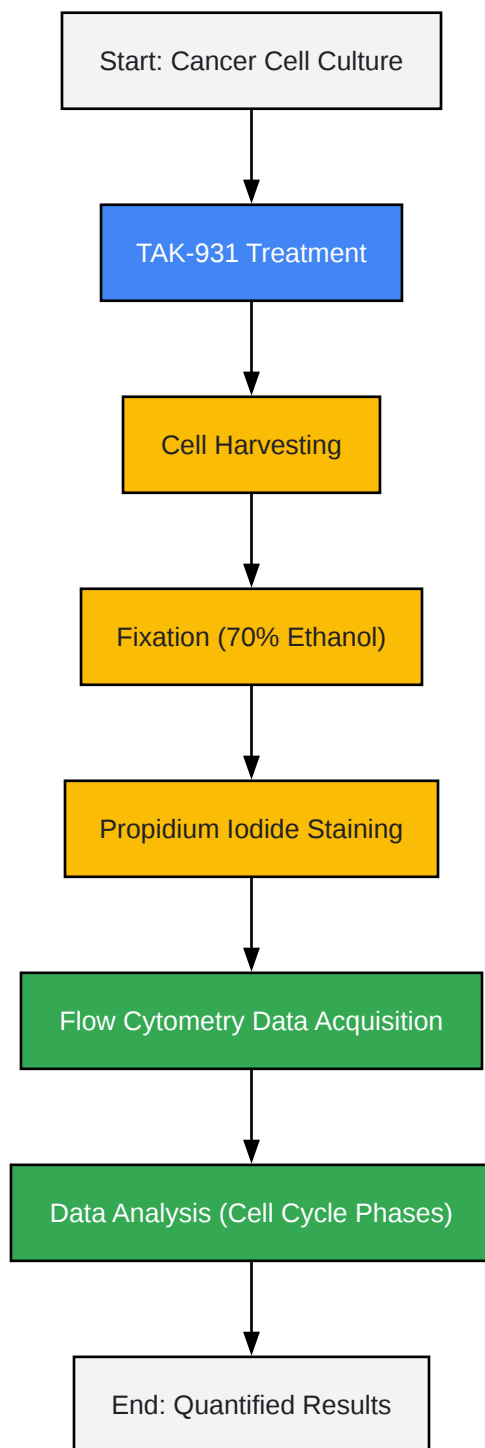 Start: Cancer Cell Culture
TAK-931 Treatment
Cell Harvesting
Fixation (70% Ethanol)
Propidium Iodide Staining
Flow Cytometry Data Acquisition
Data Analysis (Cell Cycle Phases)
End: Quantified Results